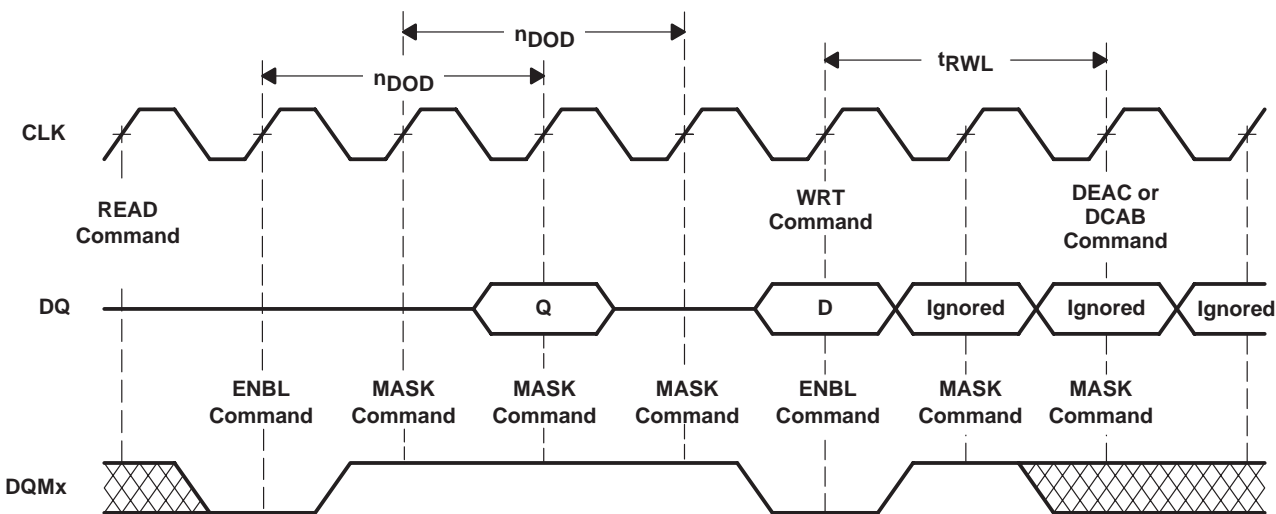 nDOD
nDOD
tRWL
CLK
READ
Command
WRT
Command
DEAC or
DCAB
Command
DQ
Q
D
Ignored
Ignored
Ignored
ENBL
Command
MASK
Command
MASK
Command
MASK
Command
ENBL
Command
MASK
Command
MASK
Command
DQMx